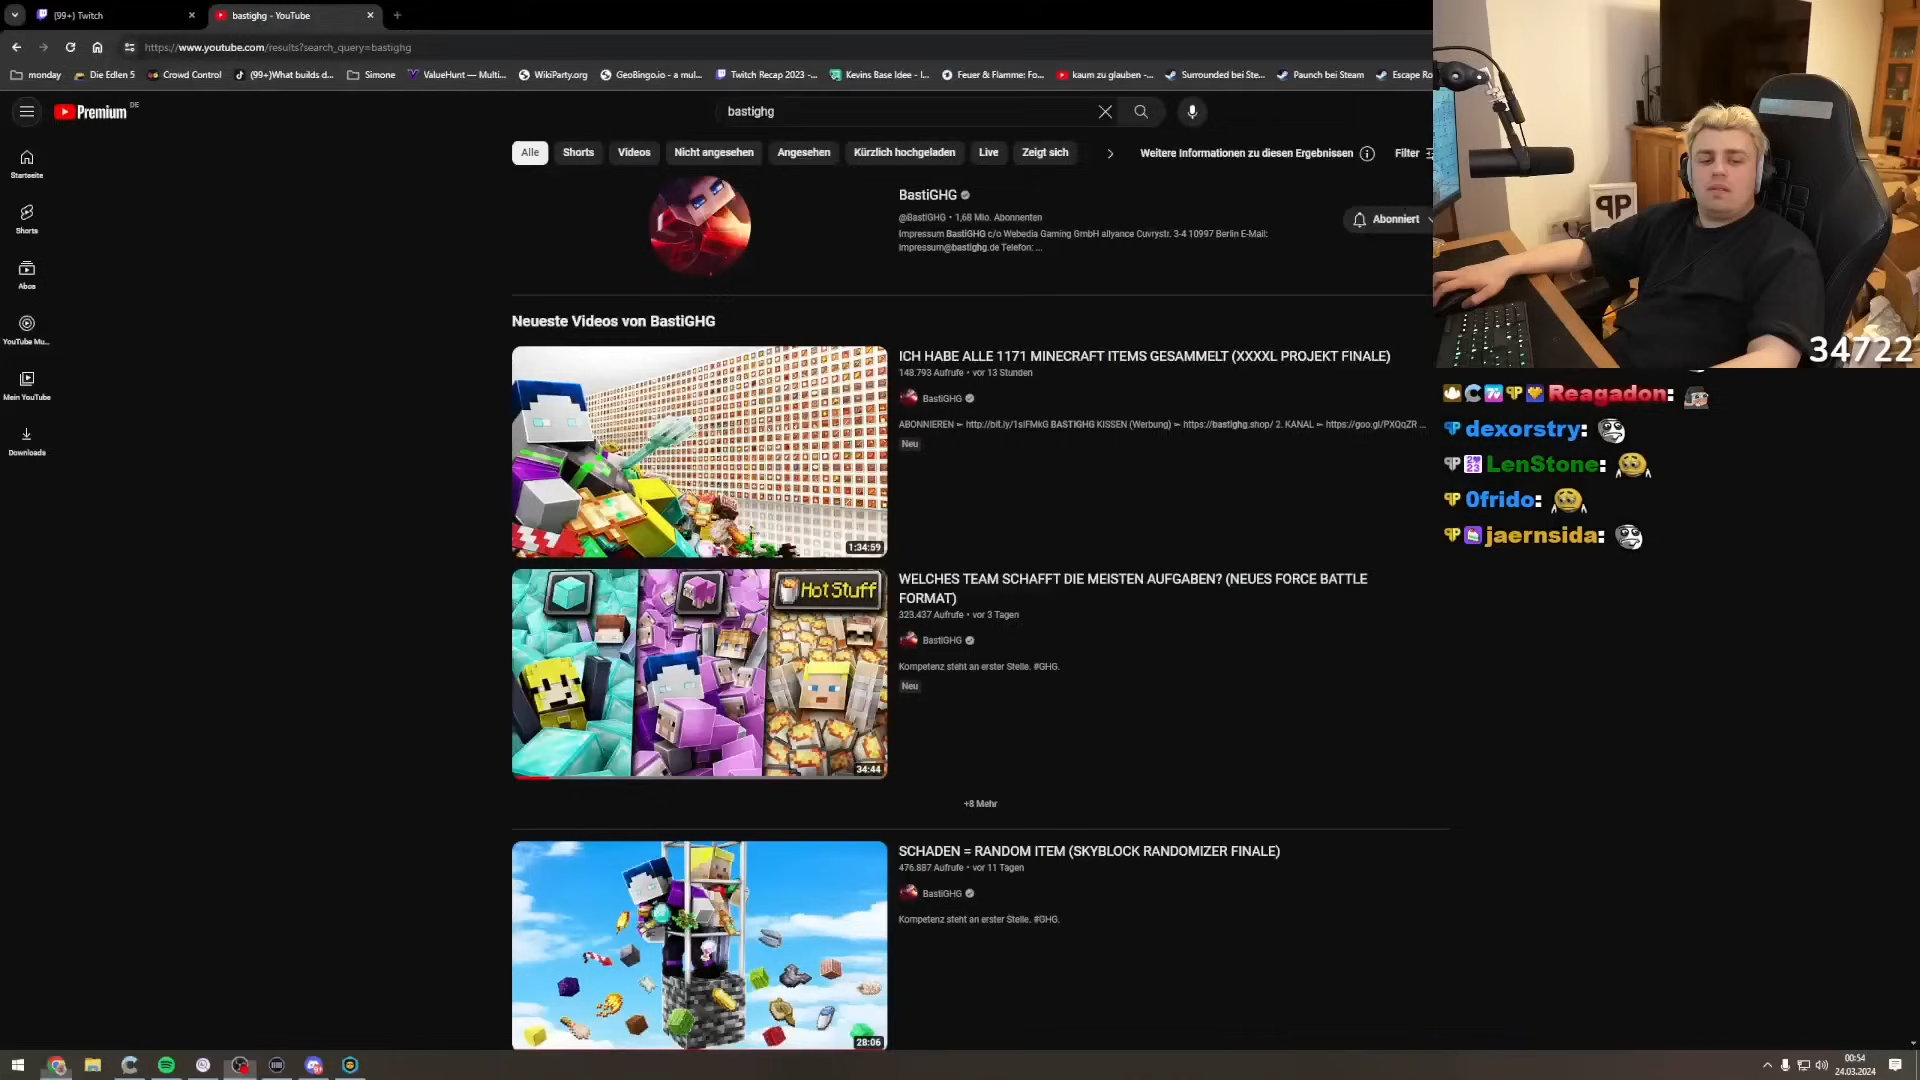 (99+) Twitch
bastighg - YouTube
https://www.youtube.com/results?search_query=bastighg
monday
Die Edlen 5
Crowd Control
(99+)What builds d...
Simone
ValueHunt — Multi...
WikiParty.org
GeoBingo.io - a mul...
Twitch Recap 2023 -...
Kevins Base Idee - l...
Feuer & Flamme: Fo...
kaum zu glauben -...
Surrounded bei Ste...
Paunch bei Steam
Escape Ro
Premium DE
bastighg
Startseite
Shorts
Abos
YouTube Mu...
Mein YouTube
Downloads
Alle
Shorts
Videos
Nicht angesehen
Angesehen
Kürzlich hochgeladen
Live
Zeigt sich
Weitere Informationen zu diesen Ergebnissen
Filter
BastiGHG
@BastiGHG • 1,68 Mio. Abonnenten
Impressum BastiGHG c/o Webedia Gaming GmbH allyance Cuvrystr. 3-4 10997 Berlin E-Mail:
impressum@bastighg.de Telefon: ...
Abonniert
Neueste Videos von BastiGHG
ICH HABE ALLE 1171 MINECRAFT ITEMS GESAMMELT (XXXXL PROJEKT FINALE)
148.793 Aufrufe • vor 13 Stunden
BastiGHG
ABONNIEREN ► http://bit.ly/1slFMkG BASTIGHG KISSEN (Werbung) ► https://bastighg.shop/ 2. KANAL ► https://goo.gl/PXQqZR ...
Neu
1:34:59
WELCHES TEAM SCHAFFT DIE MEISTEN AUFGABEN? (NEUES FORCE BATTLE
FORMAT)
323.437 Aufrufe • vor 3 Tagen
BastiGHG
Kompetenz steht an erster Stelle. #GHG.
Neu
Hot Stuff
34:44
+8 Mehr
SCHADEN = RANDOM ITEM (SKYBLOCK RANDOMIZER FINALE)
476.887 Aufrufe • vor 11 Tagen
BastiGHG
Kompetenz steht an erster Stelle. #GHG.
28:06
34722
Reagadon:
dexorstry:
LenStone:
0frido:
jaernsida:
00:54
24.03.2024